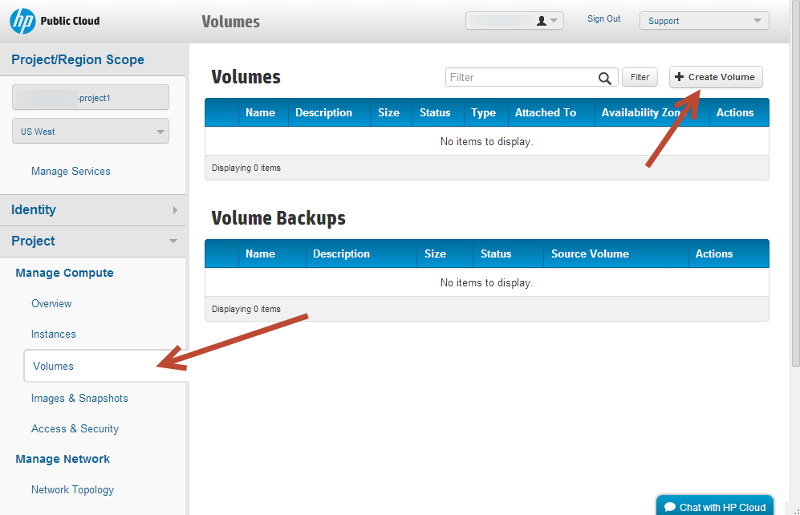 hp Public Cloud
Volumes
Sign Out
Support
Project/Region Scope
-project1
US West
Manage Services
Identity
Project
Manage Compute
Overview
Instances
Volumes
Images & Snapshots
Access & Security
Manage Network
Network Topology
Volumes
Filter
Filter
+ Create Volume
Name Description Size Status Type Attached To Availability Zon Actions
No items to display.
Displaying 0 items
Volume Backups
Name Description Size Status Source Volume Actions
No items to display.
Displaying 0 items
Chat with HP Cloud